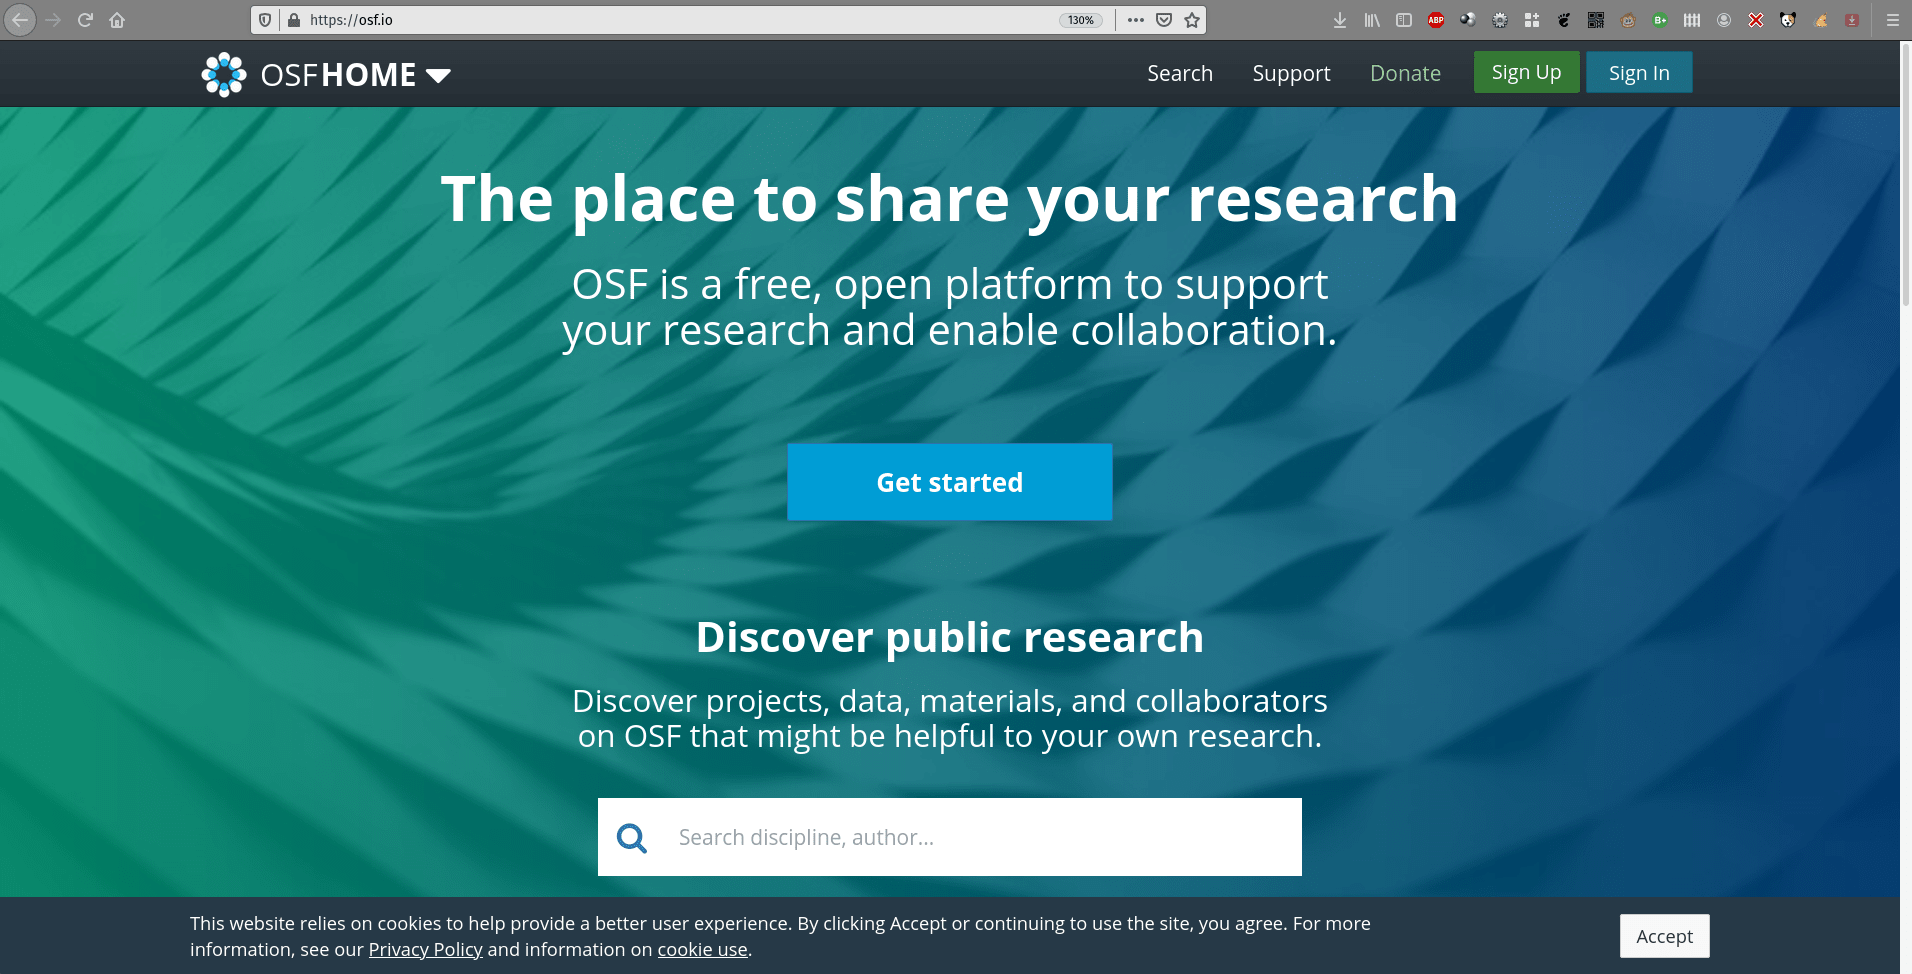 https://osf.io
130%
ABP
B+
OSFHOME
Search
Support
Donate
Sign Up
Sign In
The place to share your research
OSF is a free, open platform to support
your research and enable collaboration.
Get started
Discover public research
Discover projects, data, materials, and collaborators
on OSF that might be helpful to your own research.
Search discipline, author...
This website relies on cookies to help provide a better user experience. By clicking Accept or continuing to use the site, you agree. For more
information, see our Privacy Policy and information on cookie use.
Accept